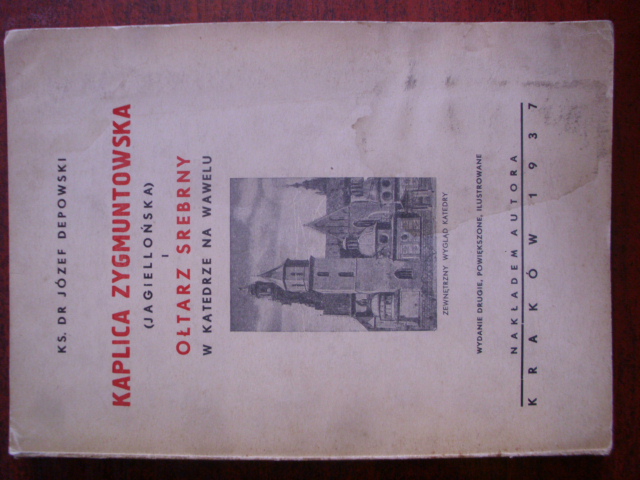 KS. DR JÓZEF DEPOWSKI
KAPLICA ZYGMUNTOWSKA
(JAGIELLOŃSKA)
I
OŁTARZ SREBRNY
W KATEDRZE NA WAWELU
ZEWNĘTRZNY WYGLĄD KATEDRY
WYDANIE DRUGIE, POWIĘKSZONE, ILUSTROWANE
NAKŁADEM AUTORA
KRAKÓW 1937